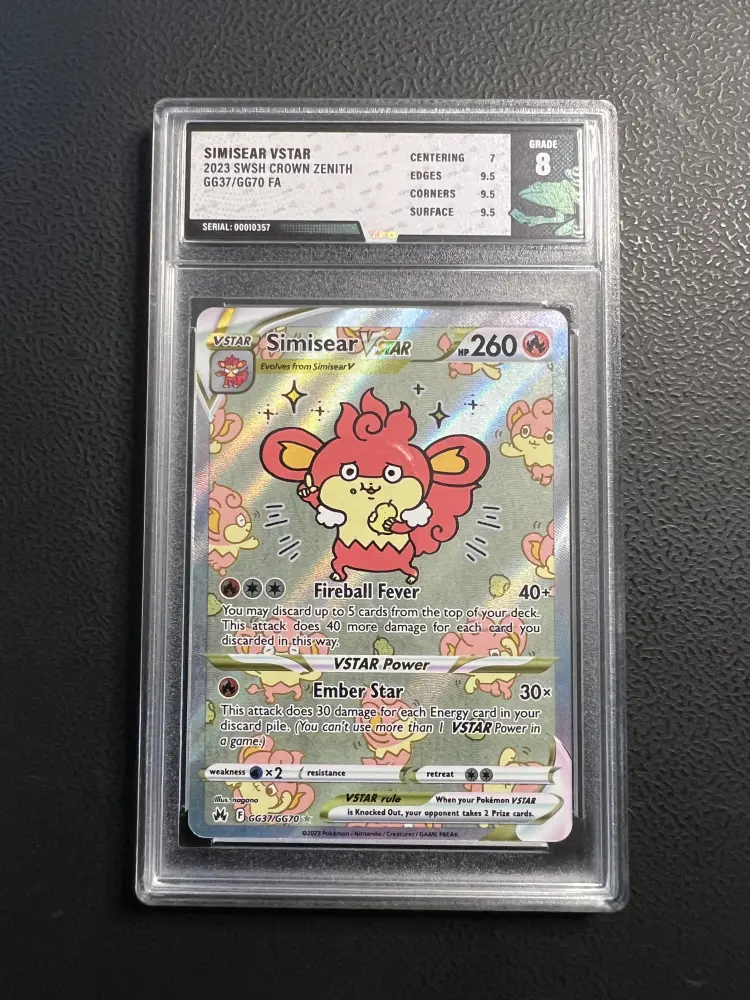 SIMISEAR VSTAR
2023 SWSH CROWN ZENITH
GG37/GG70 FA
CENTERING 7
EDGES 9.5
CORNERS 9.5
SURFACE 9.5
GRADE
8
SERIAL: 00010357
VSTAR Simisear VSTAR HP 260
Evolves from Simisear V
Fireball Fever 40+
You may discard up to 5 cards from the top of your deck.
This attack does 40 more damage for each card you
discarded in this way.
VSTAR Power
Ember Star 30×
This attack does 30 damage for each Energy card in your
discard pile. (You can't use more than 1 VSTAR Power in
a game.)
weakness ×2 resistance retreat
illus. nagano
VSTAR rule When your Pokémon VSTAR
is Knocked Out, your opponent takes 2 Prize cards.
F GG37/GG70
©2023 Pokémon / Nintendo / Creatures / GAME FREAK